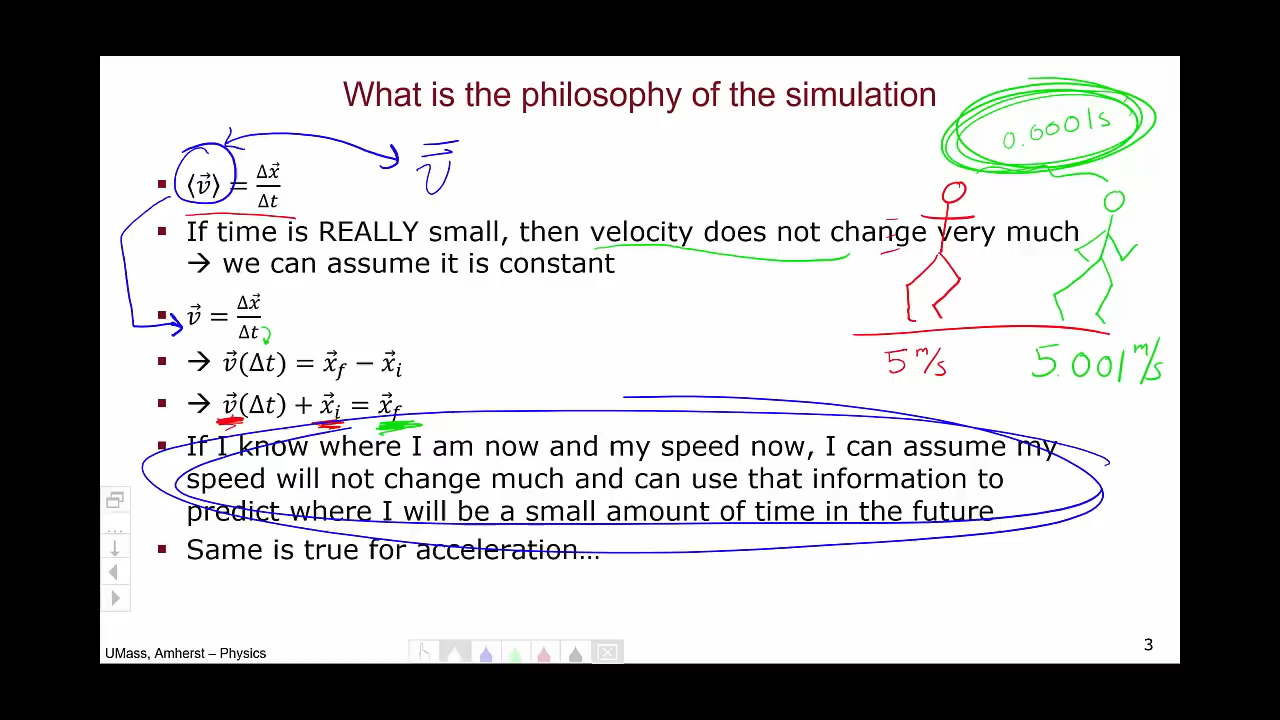 What is the philosophy of the simulation
0.0001s
v⃗
⟨v⃗⟩ = Δx⃗/Δt
If time is REALLY small, then velocity does not change very much
→ we can assume it is constant
v⃗ = Δx⃗/Δt
→ v⃗(Δt) = x⃗f − x⃗i
5 m/s
5.001 m/s
→ v⃗(Δt) + x⃗i = x⃗f
If I know where I am now and my speed now, I can assume my
speed will not change much and can use that information to
predict where I will be a small amount of time in the future
Same is true for acceleration…
UMass, Amherst – Physics
3